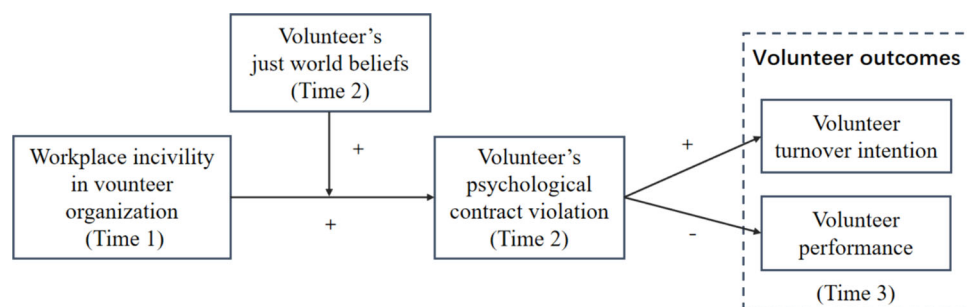 Volunteer's
just world beliefs
(Time 2)
+
Workplace incivility
in vounteer
organization
(Time 1)
+
Volunteer's
psychological
contract violation
(Time 2)
+
-
Volunteer outcomes
Volunteer
turnover intention
Volunteer
performance
(Time 3)